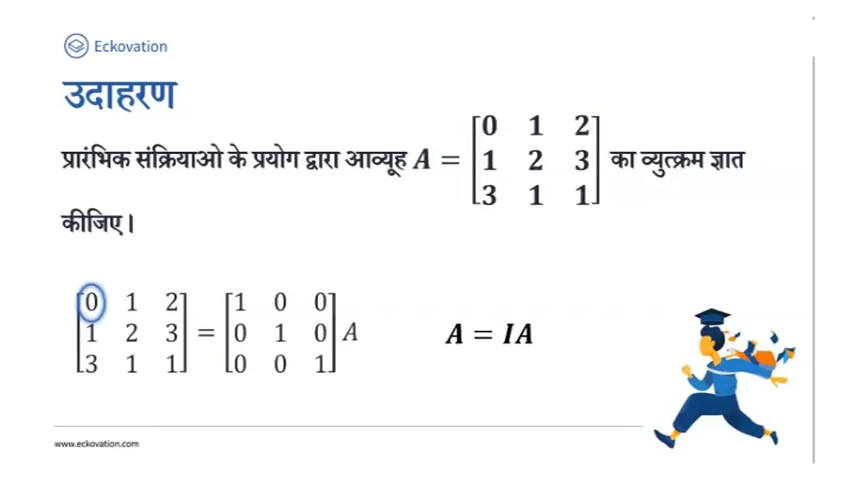 Eckovation
उदाहरण
प्रारंभिक संक्रियाओ के प्रयोग द्वारा आव्यूह A = [0 1 2
1 2 3
3 1 1] का व्युत्क्रम ज्ञात
कीजिए।
[0 1 2
1 2 3
3 1 1] = [1 0 0
0 1 0
0 0 1] A
A = IA
www.eckovation.com